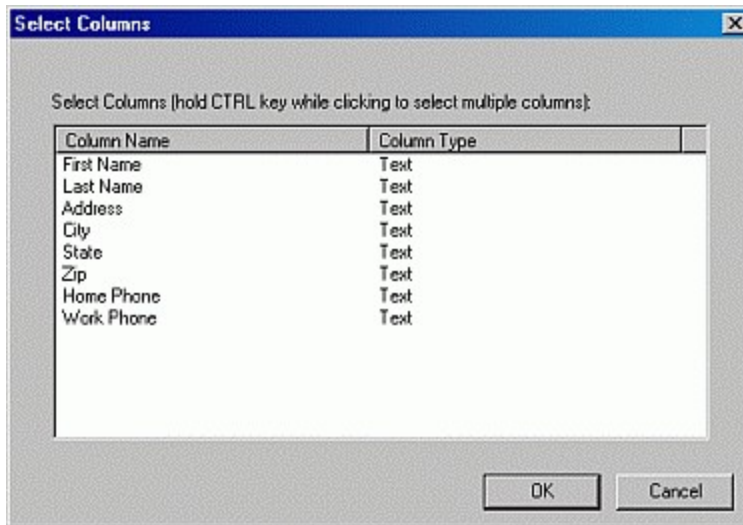 Select Columns
Select Columns (hold CTRL key while clicking to select multiple columns):
Column Name Column Type
First Name Text
Last Name Text
Address Text
City Text
State Text
Zip Text
Home Phone Text
Work Phone Text
OK Cancel